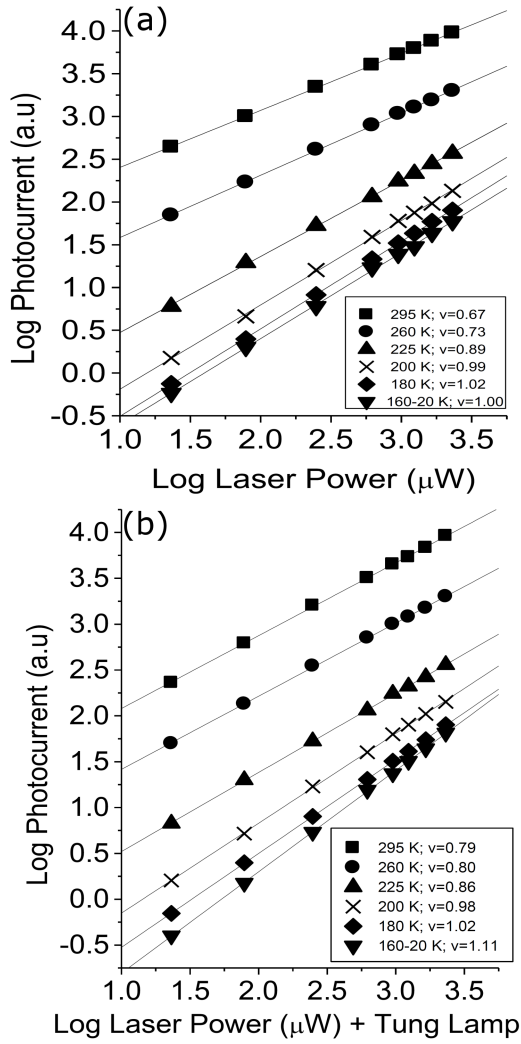 (a)
Log Photocurrent (a.u)
4.0
3.5
3.0
2.5
2.0
1.5
1.0
0.5
0.0
-0.5
295 K; v=0.67
260 K; v=0.73
225 K; v=0.89
200 K; v=0.99
180 K; v=1.02
160-20 K; v=1.00
1.0 1.5 2.0 2.5 3.0 3.5
Log Laser Power (μW)
(b)
Log Photocurrent (a.u)
4.0
3.5
3.0
2.5
2.0
1.5
1.0
0.5
0.0
-0.5
295 K; v=0.79
260 K; v=0.80
225 K; v=0.86
200 K; v=0.98
180 K; v=1.02
160-20 K; v=1.11
1.0 1.5 2.0 2.5 3.0 3.5
Log Laser Power (μW) + Tung Lamp